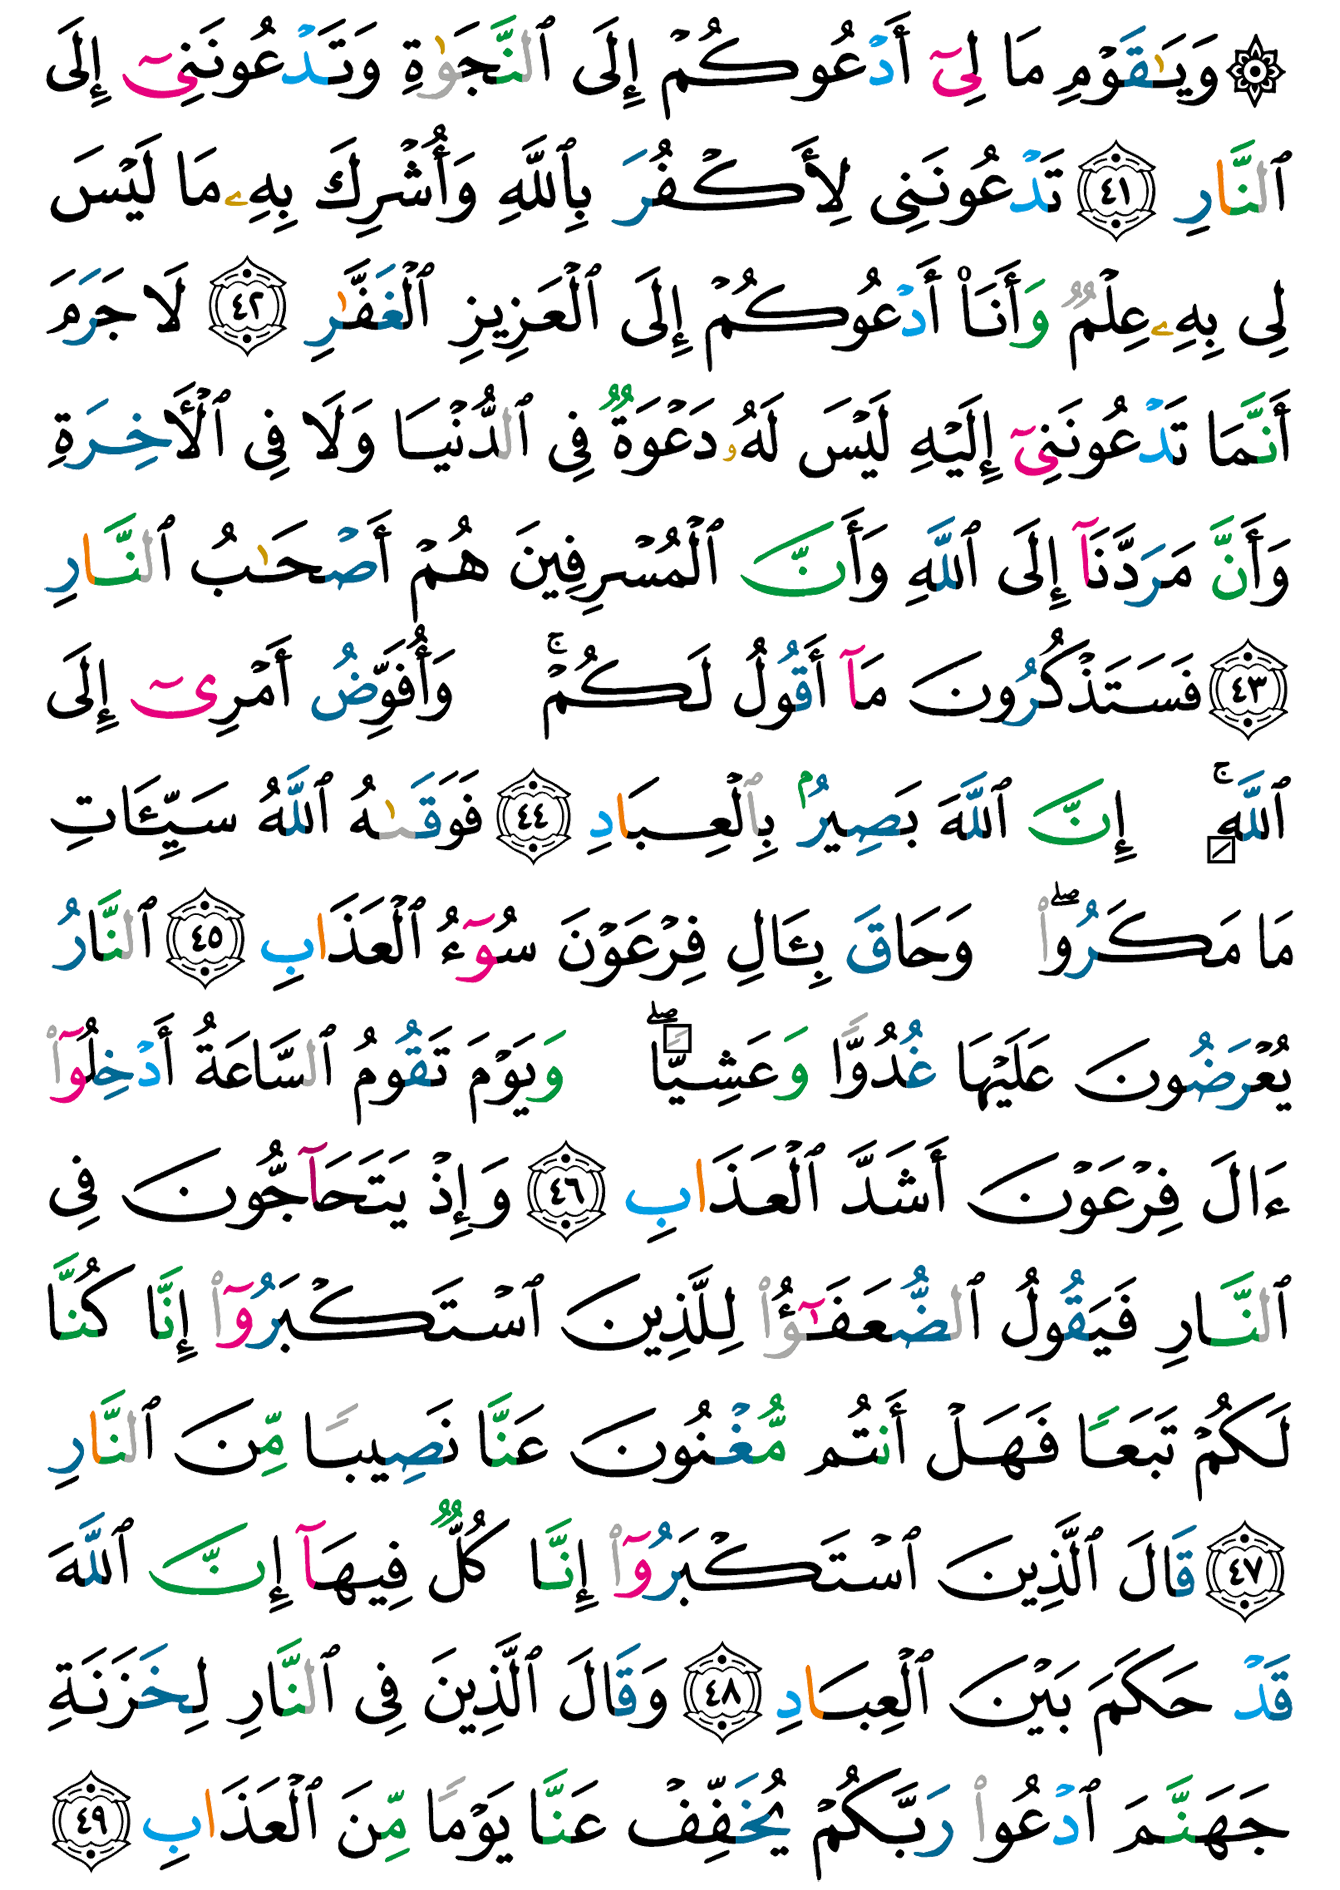 ۞ وَيَـٰقَوْمِ مَا لِىٓ أَدْعُوكُمْ إِلَى ٱلنَّجَوٰةِ وَتَدْعُونَنِىٓ إِلَى
ٱلنَّارِ ٤١ تَدْعُونَنِى لِأَكْفُرَ بِٱللَّهِ وَأُشْرِكَ بِهِۦ مَا لَيْسَ
لِى بِهِۦ عِلْمٌ وَأَنَا۠ أَدْعُوكُمْ إِلَى ٱلْعَزِيزِ ٱلْغَفَّـٰرِ ٤٢ لَا جَرَمَ
أَنَّمَا تَدْعُونَنِىٓ إِلَيْهِ لَيْسَ لَهُۥ دَعْوَةٌ فِى ٱلدُّنْيَا وَلَا فِى ٱلْأَاخِرَةِ
وَأَنَّ مَرَدَّنَآ إِلَى ٱللَّهِ وَأَنَّ ٱلْمُسْرِفِينَ هُمْ أَصْحَـٰبُ ٱلنَّارِ
٤٣ فَسَتَذْكُرُونَ مَآ أَقُولُ لَكُمْ ۚ وَأُفَوِّضُ أَمْرِىٓ إِلَى
ٱللَّهِ ۚ إِنَّ ٱللَّهَ بَصِيرُۢ بِٱلْعِبَادِ ٤٤ فَوَقَىٰهُ ٱللَّهُ سَيِّـَٔاتِ
مَا مَكَرُوا۟ ۖ وَحَاقَ بِـَٔالِ فِرْعَوْنَ سُوٓءُ ٱلْعَذَابِ ٤٥ ٱلنَّارُ
يُعْرَضُونَ عَلَيْهَا غُدُوًّا وَعَشِيًّا ۖ وَيَوْمَ تَقُومُ ٱلسَّاعَةُ أَدْخِلُوٓا۟
ءَالَ فِرْعَوْنَ أَشَدَّ ٱلْعَذَابِ ٤٦ وَإِذْ يَتَحَآجُّونَ فِى
ٱلنَّارِ فَيَقُولُ ٱلضُّعَفَـٰٓؤُا۟ لِلَّذِينَ ٱسْتَكْبَرُوٓا۟ إِنَّا كُنَّا
لَكُمْ تَبَعًا فَهَلْ أَنتُم مُّغْنُونَ عَنَّا نَصِيبًا مِّنَ ٱلنَّارِ
٤٧ قَالَ ٱلَّذِينَ ٱسْتَكْبَرُوٓا۟ إِنَّا كُلٌّ فِيهَآ إِنَّ ٱللَّهَ
قَدْ حَكَمَ بَيْنَ ٱلْعِبَادِ ٤٨ وَقَالَ ٱلَّذِينَ فِى ٱلنَّارِ لِخَزَنَةِ
جَهَنَّمَ ٱدْعُوا۟ رَبَّكُمْ يُخَفِّفْ عَنَّا يَوْمًا مِّنَ ٱلْعَذَابِ ٤٩